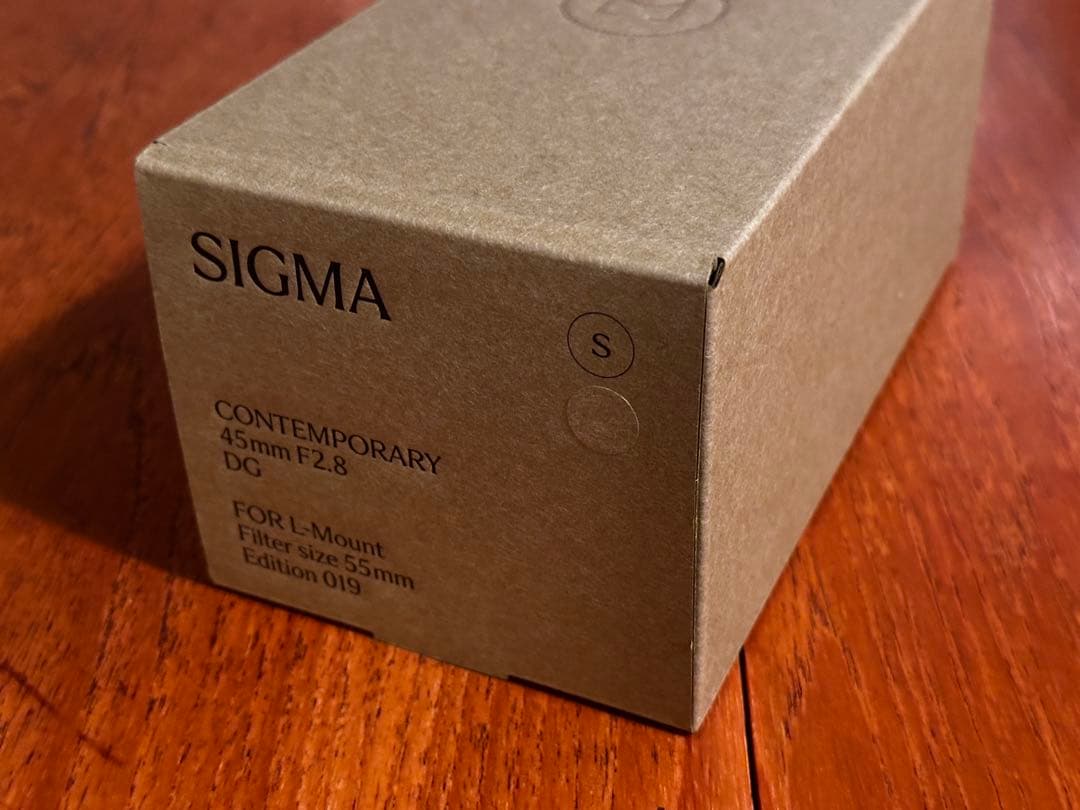 SIGMA
S
CONTEMPORARY
45mm F2.8
DG
FOR L-Mount
Filter size 55mm
Edition 019